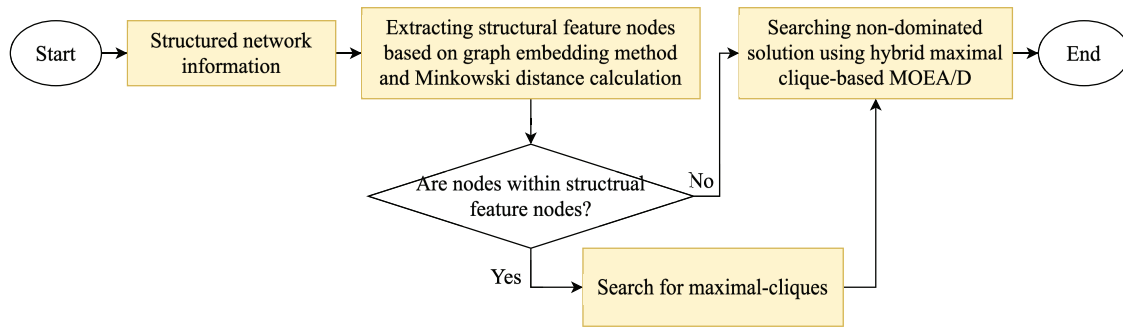 Start
Structured network
information
Extracting structural feature nodes
based on graph embedding method
and Minkowski distance calculation
Searching non-dominated
solution using hybrid maximal
clique-based MOEA/D
End
Are nodes within structrual
feature nodes?
No
Yes
Search for maximal-cliques